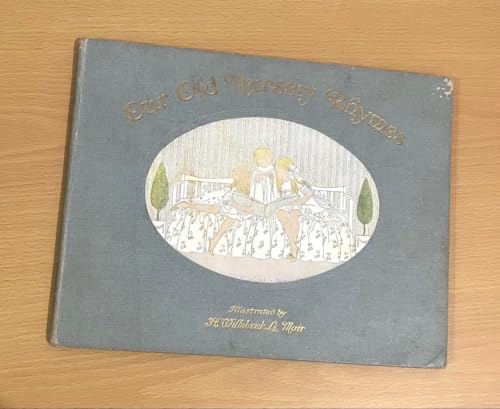 Our Old Nursery Rhymes
Illustrated by
H. Willebeek Le Mair